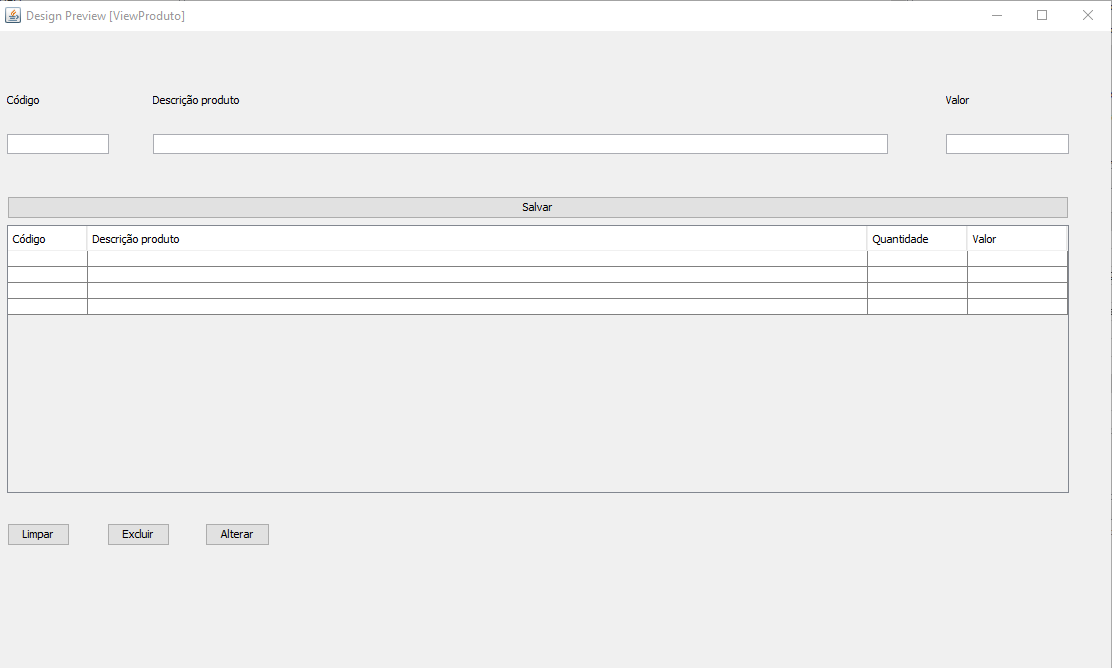 Design Preview [ViewProduto]
Código Descrição produto Valor
Salvar
Código Descrição produto Quantidade Valor
Limpar Excluir Alterar